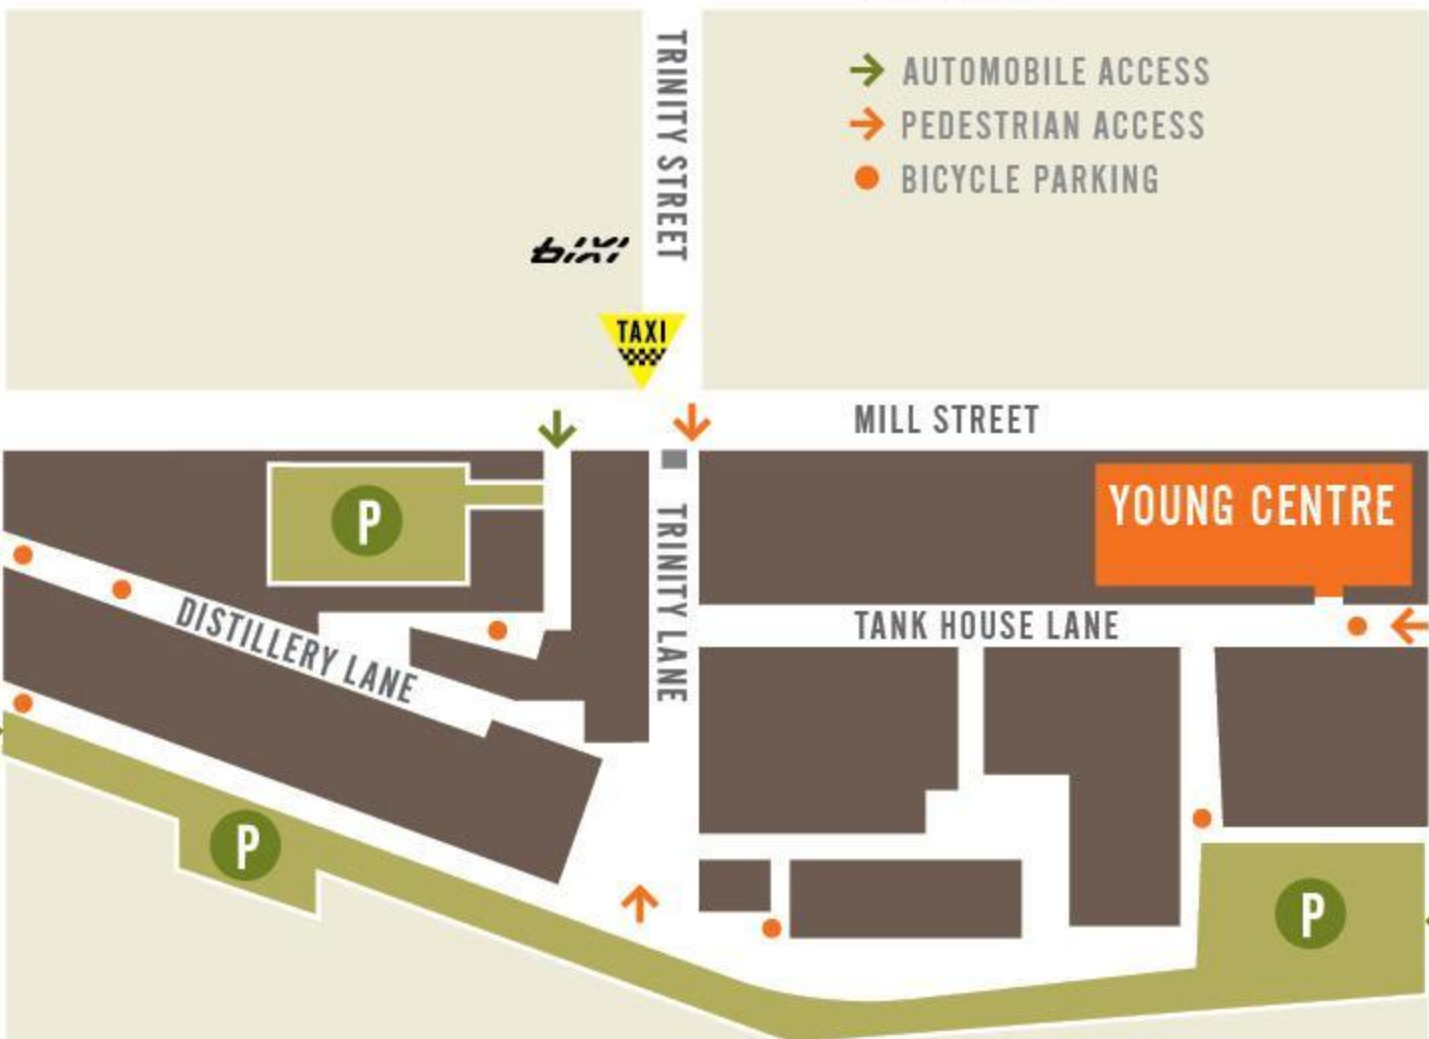 TRINITY STREET
AUTOMOBILE ACCESS
PEDESTRIAN ACCESS
BICYCLE PARKING
bixi
TAXI
MILL STREET
P
YOUNG CENTRE
TRINITY LANE
DISTILLERY LANE
TANK HOUSE LANE
P
P